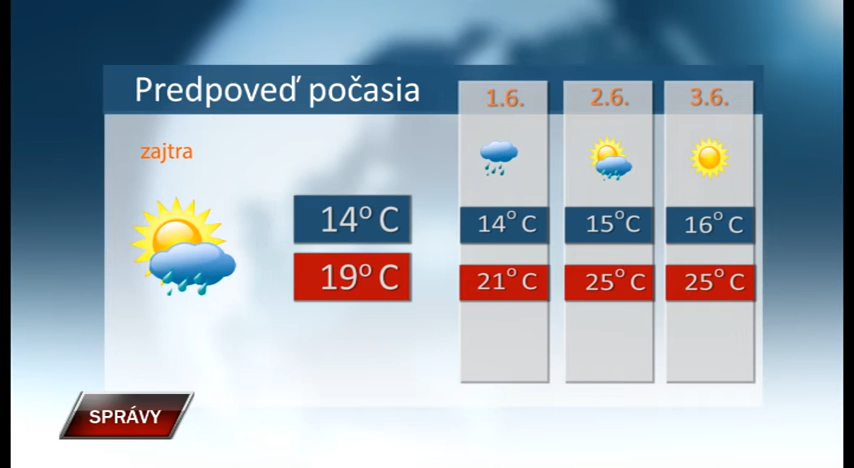 Predpoveď počasia
zajtra
14° C
19° C
1.6.
2.6.
3.6.
14° C
15°C
16° C
21° C
25° C
25° C
SPRÁVY